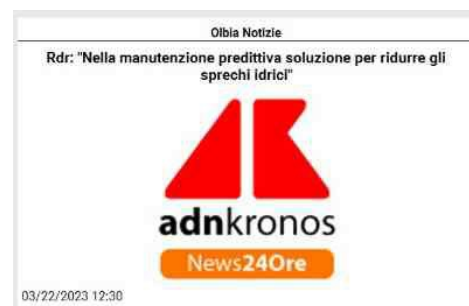 Olbia Notizie
Rdr: "Nella manutenzione predittiva soluzione per ridurre gli
sprechi idrici"
adnkronos
News24Ore
03/22/2023 12:30